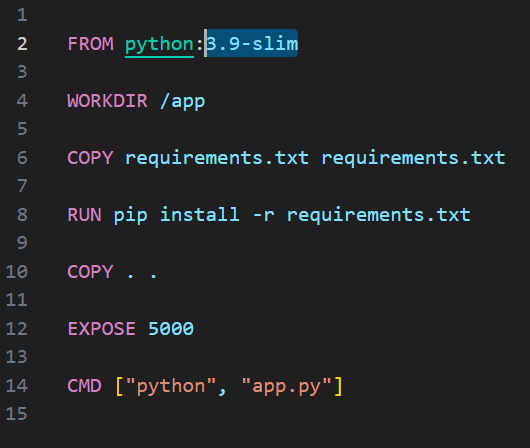 1
2 FROM python:3.9-slim
3
4 WORKDIR /app
5
6 COPY requirements.txt requirements.txt
7
8 RUN pip install -r requirements.txt
9
10 COPY . .
11
12 EXPOSE 5000
13
14 CMD ["python", "app.py"]
15